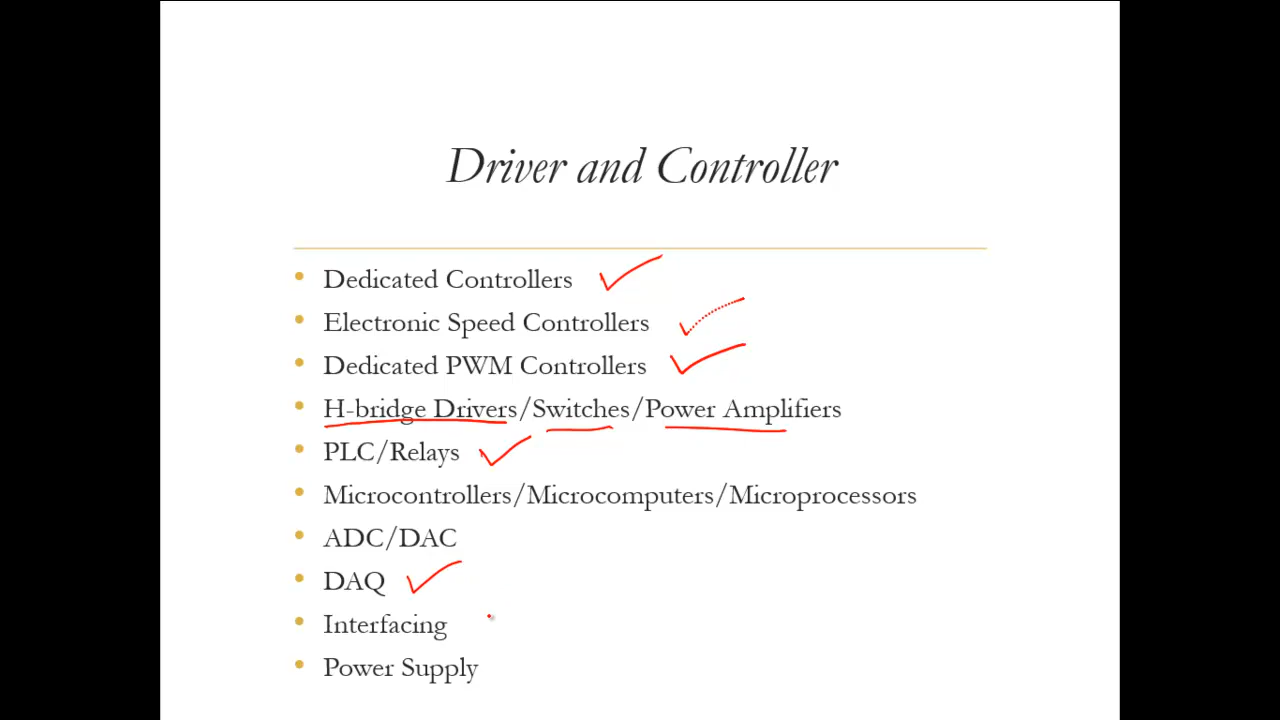 Driver and Controller
Dedicated Controllers
Electronic Speed Controllers
Dedicated PWM Controllers
H-bridge Drivers/Switches/Power Amplifiers
PLC/Relays
Microcontrollers/Microcomputers/Microprocessors
ADC/DAC
DAQ
Interfacing
Power Supply